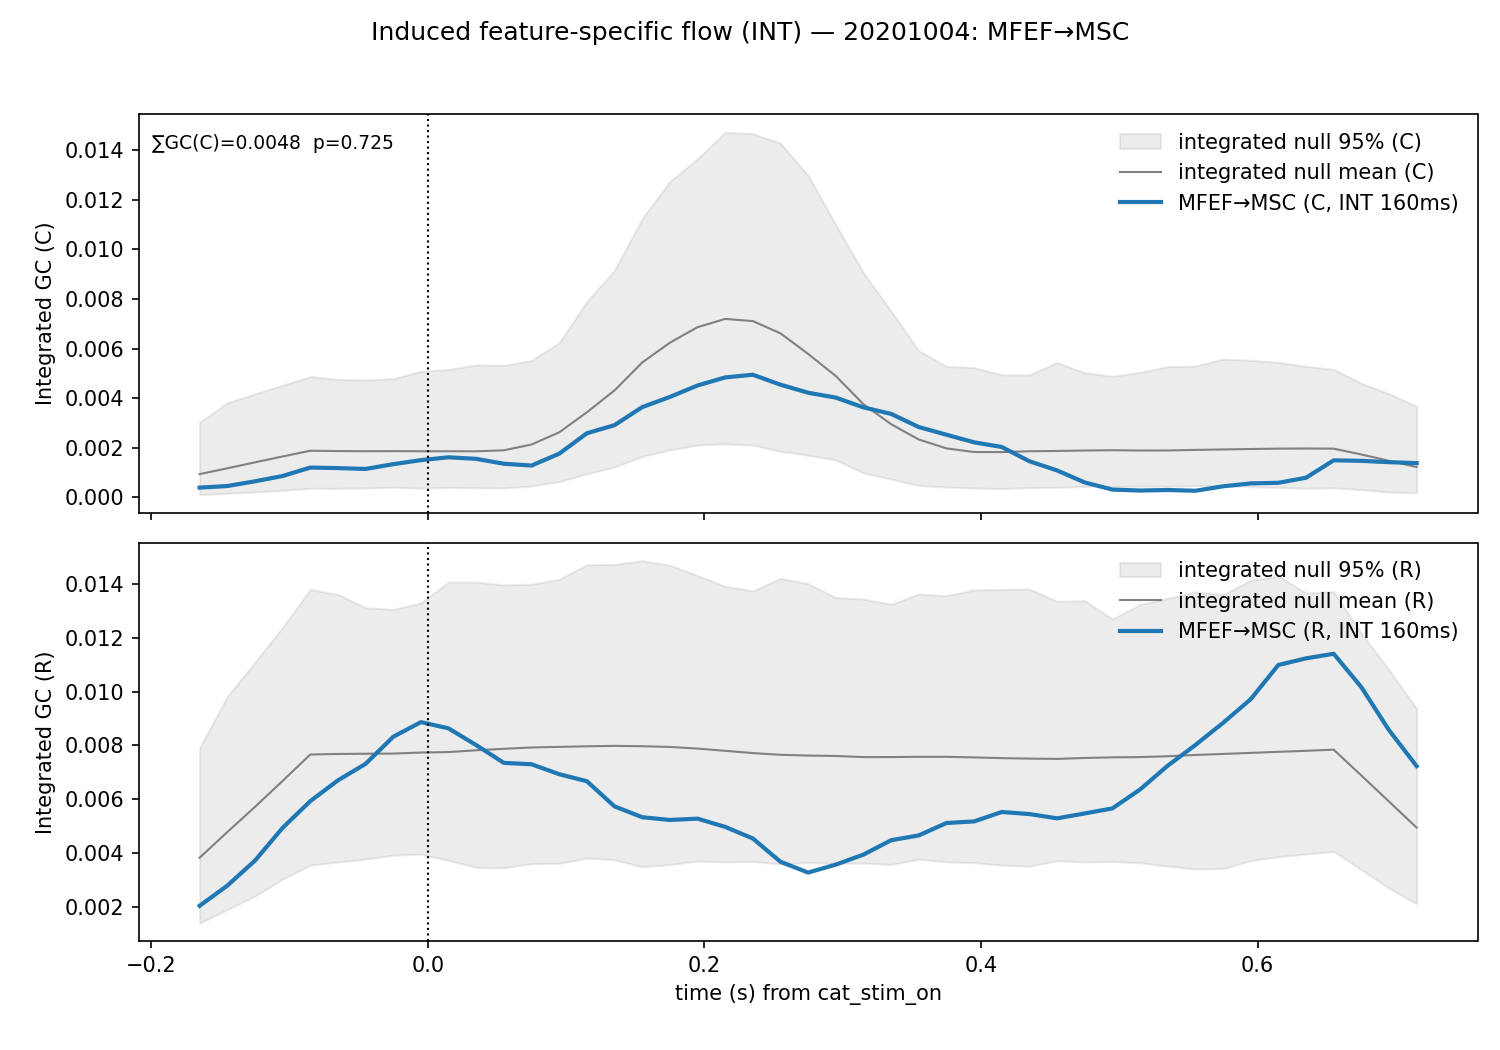 Induced feature-specific flow (INT) — 20201004: MFEF→MSC
∑GC(C)=0.0048 p=0.725
integrated null 95% (C)
integrated null mean (C)
MFEF→MSC (C, INT 160ms)
Integrated GC (C)
0.014
0.012
0.010
0.008
0.006
0.004
0.002
0.000
integrated null 95% (R)
integrated null mean (R)
MFEF→MSC (R, INT 160ms)
Integrated GC (R)
0.014
0.012
0.010
0.008
0.006
0.004
0.002
−0.2 0.0 0.2 0.4 0.6
time (s) from cat_stim_on